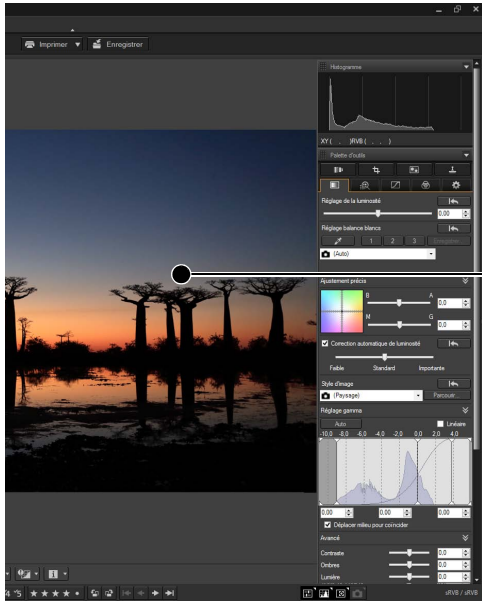 Imprimer Enregistrer
Histogramme
XY ( , )RVB ( , , )
Palette d'outils
Réglage de la luminosité
0,00
Réglage balance blancs
1 2 3 Enregistrer
(Auto)
Ajustement précis
B A 0,0
M G 0,0
Correction automatique de luminosité
Faible Standard Importante
Style d'image
(Paysage) Parcourir...
Réglage gamma
Auto Linéaire
-10,0 -8,0 -6,0 -4,0 -2,0 0,0 2,0 4,0
0,00 0,00 0,00
Déplacer milieu pour coïncider
Avancé
Contraste 0,0
Ombres 0,0
Lumière 0,0
sRVB / sRVB